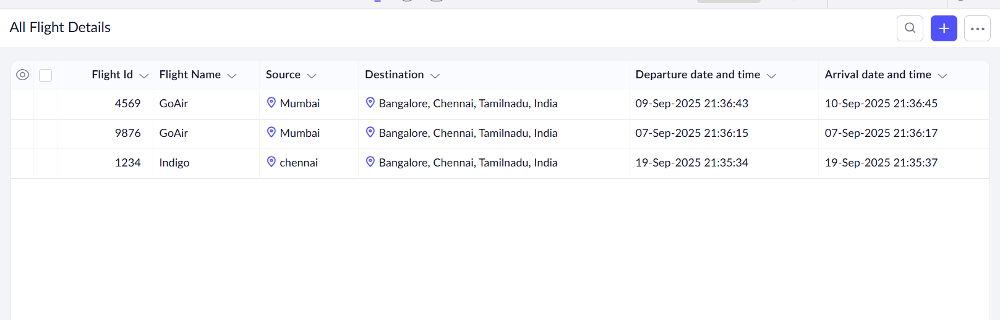 All Flight Details
Flight Id Flight Name Source Destination Departure date and time Arrival date and time
4569 GoAir Mumbai Bangalore, Chennai, Tamilnadu, India 09-Sep-2025 21:36:43 10-Sep-2025 21:36:45
9876 GoAir Mumbai Bangalore, Chennai, Tamilnadu, India 07-Sep-2025 21:36:15 07-Sep-2025 21:36:17
1234 Indigo chennai Bangalore, Chennai, Tamilnadu, India 19-Sep-2025 21:35:34 19-Sep-2025 21:35:37